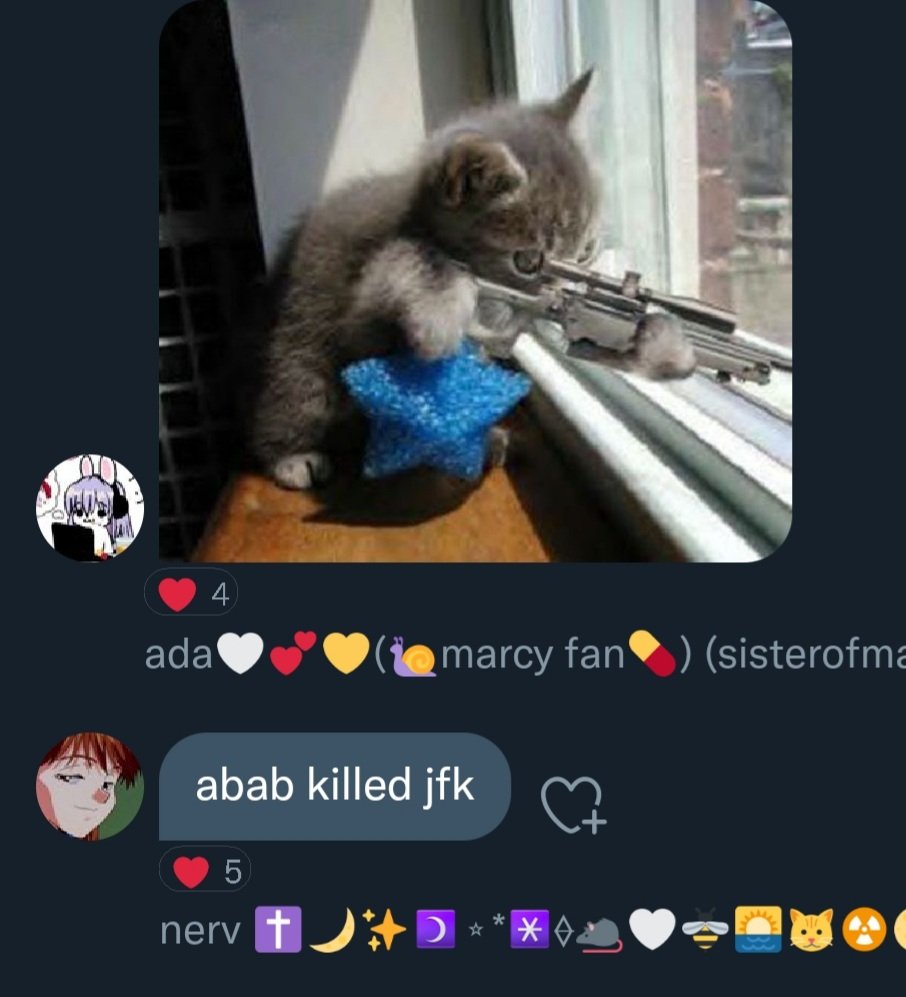 4
ada🤍💕💛(🐌marcy fan💊) (sisterofma
abab killed jfk
5
nerv ✝️🌙✨☽⋆*🞶⟠🐁🤍🐝🌅🐱☢️